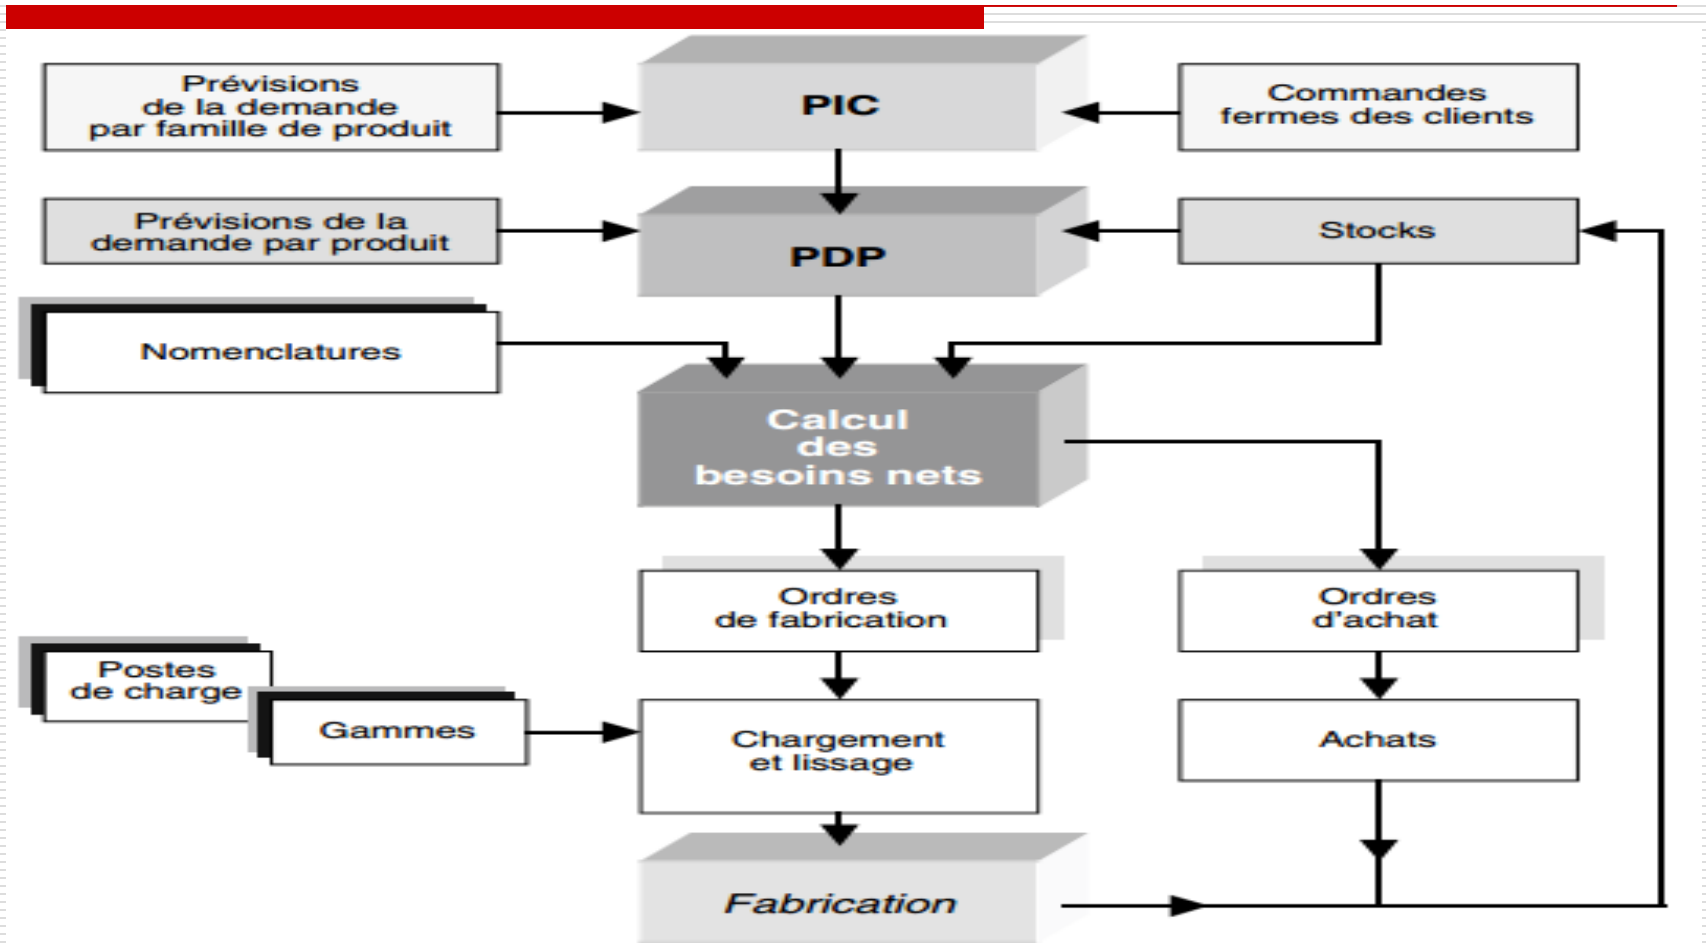 Prévisions
de la demande
par famille de produit
PIC
Commandes
fermes des clients
Prévisions de la
demande par produit
PDP
Stocks
Nomenclatures
Calcul
des
besoins nets
Ordres
de fabrication
Ordres
d'achat
Postes
de charge
Gammes
Chargement
et lissage
Achats
Fabrication